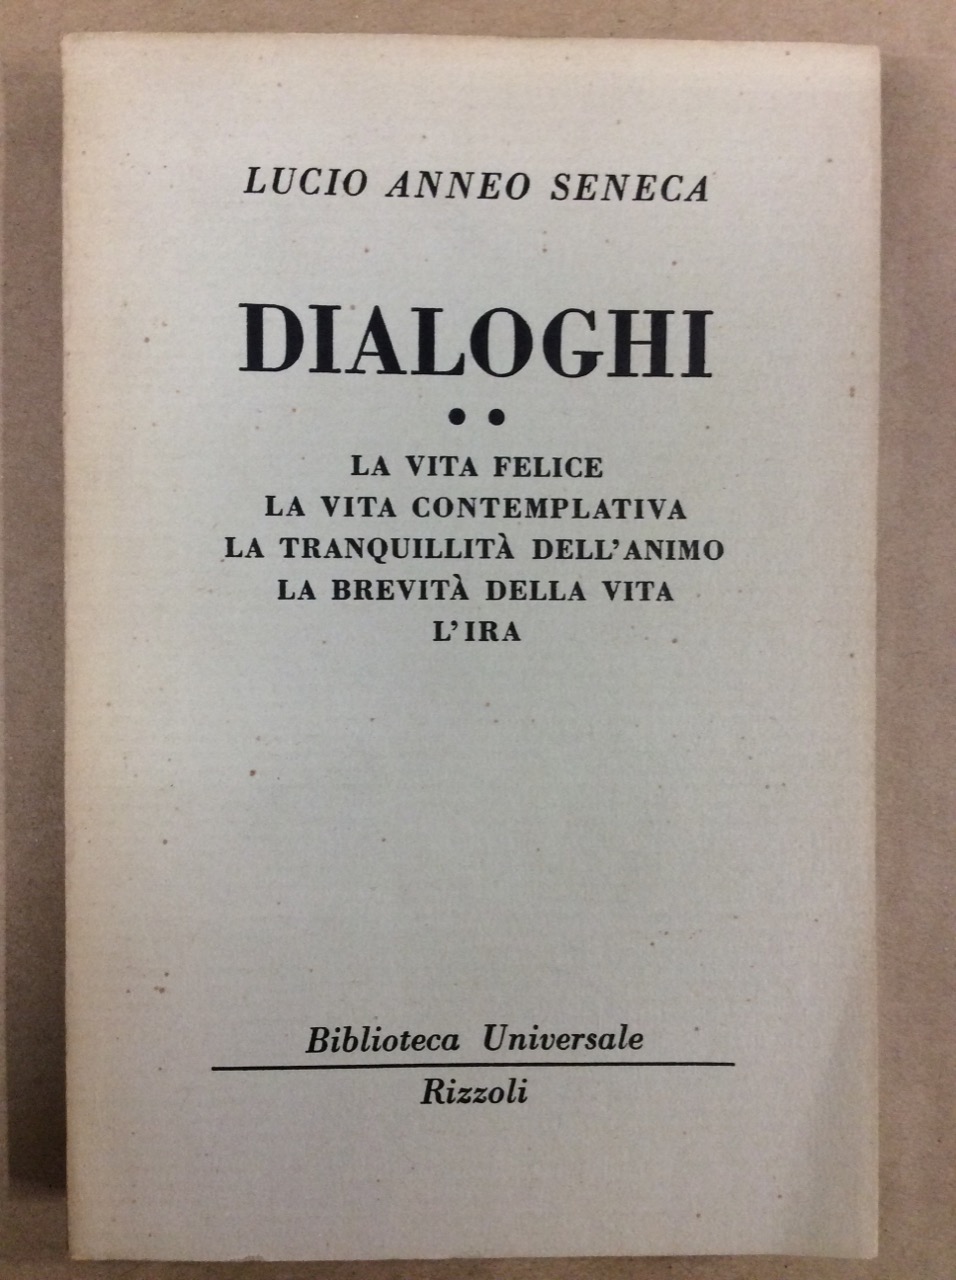 LUCIO ANNEO SENECA
DIALOGHI
••
LA VITA FELICE
LA VITA CONTEMPLATIVA
LA TRANQUILLITÀ DELL'ANIMO
LA BREVITÀ DELLA VITA
L'IRA
Biblioteca Universale
Rizzoli